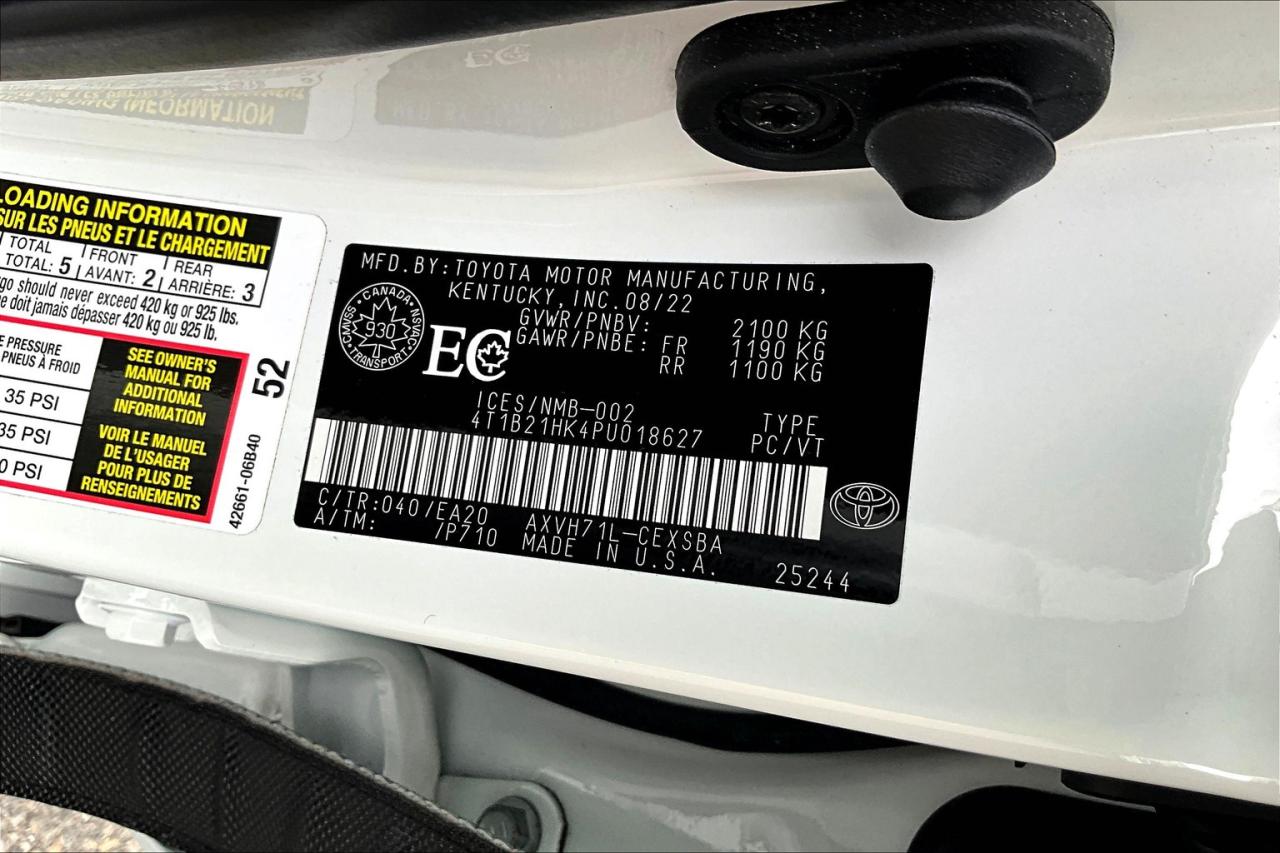 LOADING INFORMATION
SUR LES PNEUS ET LE CHARGEMENT
TOTAL FRONT REAR
TOTAL: 5 AVANT: 2 ARRIÈRE: 3
should never exceed 420 kg or 925 lbs.
doit jamais dépasser 420 kg ou 925 lb.
PRESSURE
PNEUS À FROID
35 PSI
35 PSI
0 PSI
SEE OWNER'S
MANUAL FOR
ADDITIONAL
INFORMATION
VOIR LE MANUEL
DE L'USAGER
POUR PLUS DE
RENSEIGNEMENTS
52
42661-06B40
MFD.BY:TOYOTA MOTOR MANUFACTURING,
KENTUCKY, INC. 08/22
GVWR/PNBV: 2100 KG
GAWR/PNBE: FR 1190 KG
RR 1100 KG
CANADA
CMVSS NSVAC
930
TRANSPORT
EC
ICES/NMB-002
4T1B21HK4PU018627
TYPE
PC/VT
C/TR:040/EA20 AXVH71L-CEXSBA
A/TM: /P710 MADE IN U.S.A.
25244